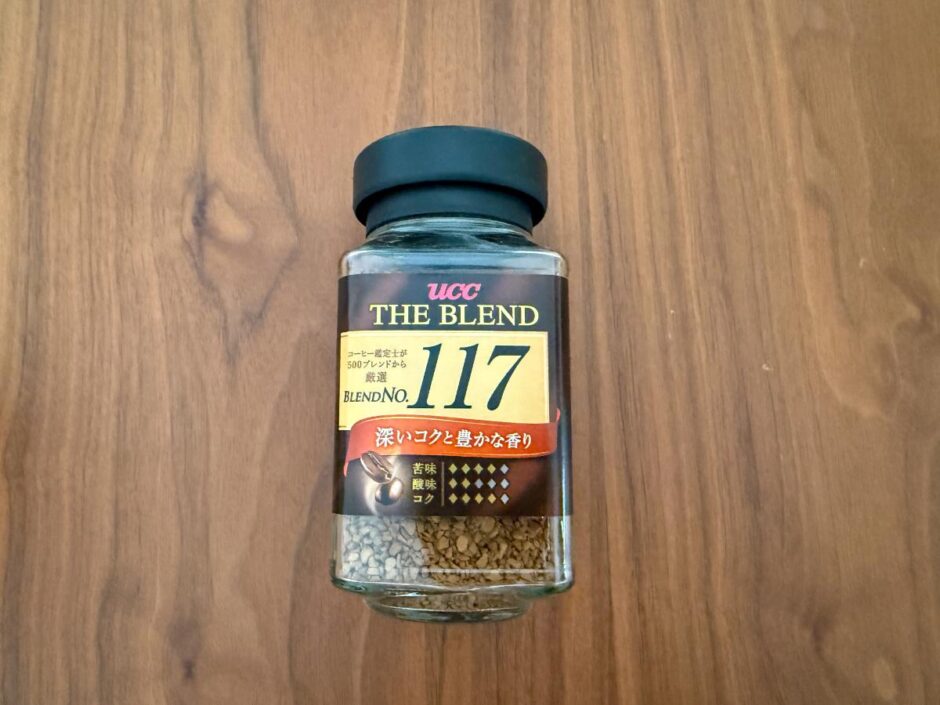 ucc
THE BLEND
コーヒー鑑定士が
500ブレンドから
厳選
BLEND NO. 117
深いコクと豊かな香り
苦味
酸味
コク